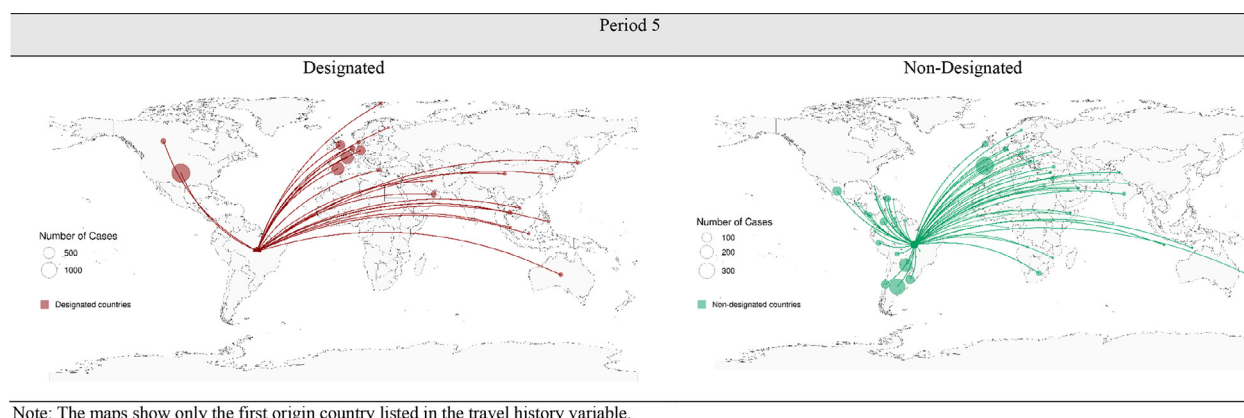 Period 5
Designated
Non-Designated
Number of Cases
500
1000
Designated countries
Number of Cases
100
200
300
Non-designated countries
Note: The maps show only the first origin country listed in the travel history variable.